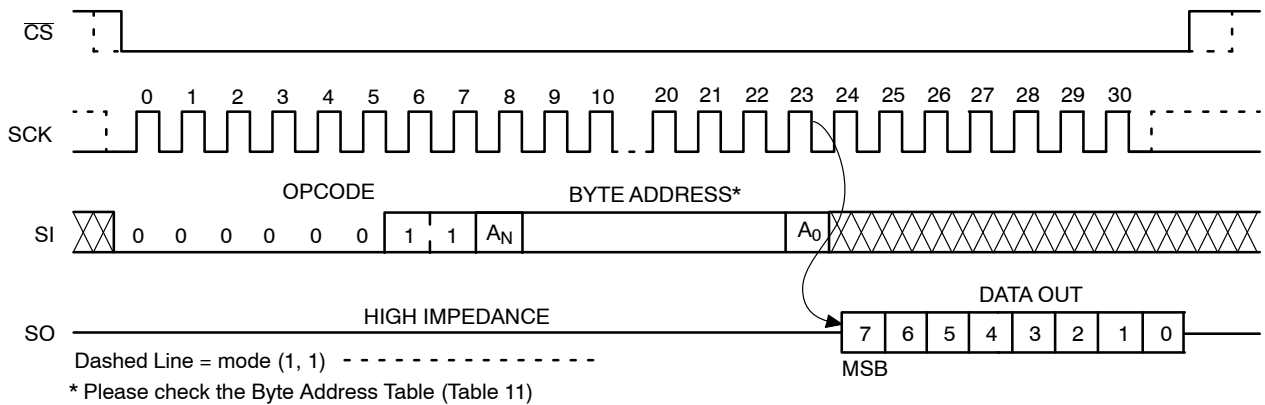 CS
0 1 2 3 4 5 6 7 8 9 10 20 21 22 23 24 25 26 27 28 29 30
SCK
OPCODE BYTE ADDRESS*
SI 0 0 0 0 0 0 1 1 AN A0
DATA OUT
HIGH IMPEDANCE
SO 7 6 5 4 3 2 1 0
Dashed Line = mode (1, 1)
MSB
* Please check the Byte Address Table (Table 11)